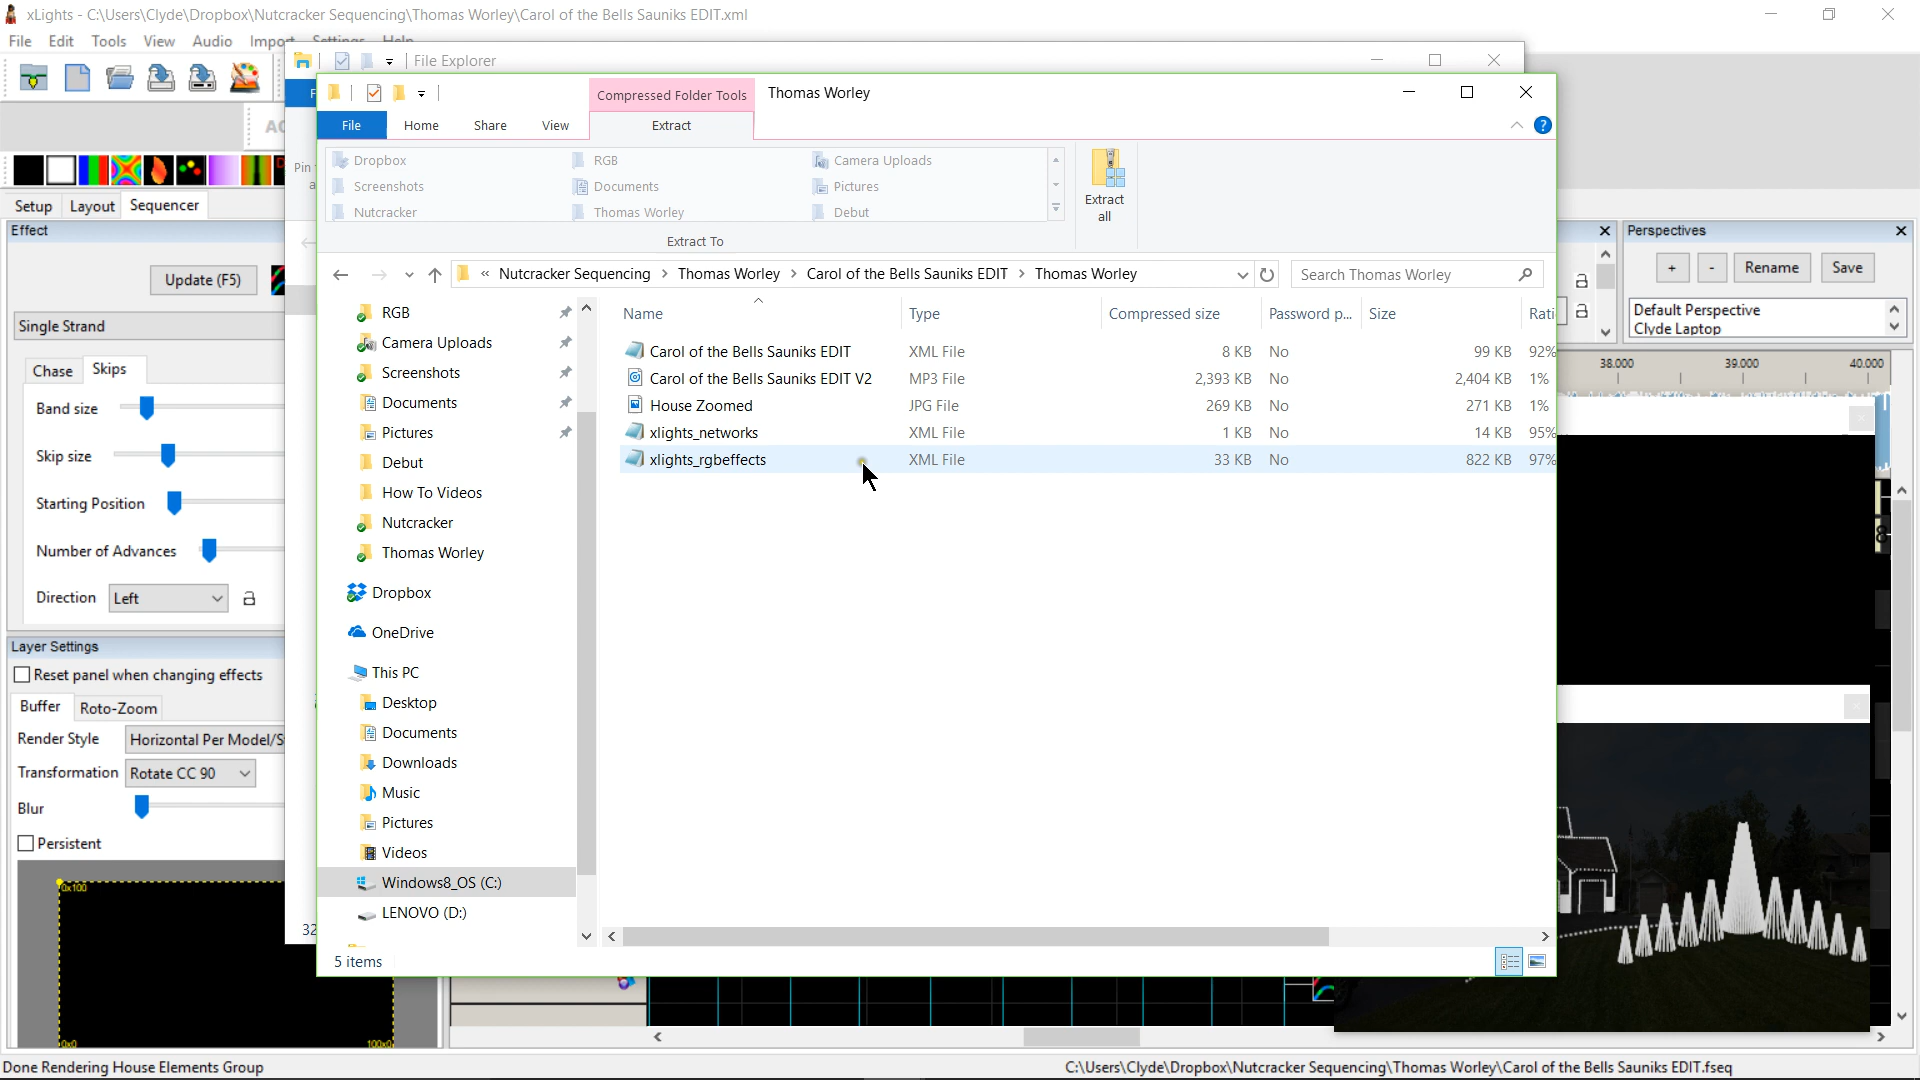 xLights - C:\Users\Clyde\Dropbox\Nutcracker Sequencing\Thomas Worley\Carol of the Bells Sauniks EDIT.xml
File Edit Tools View Audio Import Settings Help
File Explorer
Compressed Folder Tools Thomas Worley
File Home Share View Extract
Dropbox RGB Camera Uploads
Screenshots Documents Pictures
Nutcracker Thomas Worley Debut
Extract all
Extract To
« Nutcracker Sequencing > Thomas Worley > Carol of the Bells Sauniks EDIT > Thomas Worley
Search Thomas Worley
Setup Layout Sequencer
Effect
Update (F5)
Single Strand
Chase Skips
Band size
Skip size
Starting Position
Number of Advances
Direction Left
Layer Settings
Reset panel when changing effects
Buffer Roto-Zoom
Render Style Horizontal Per Model/S
Transformation Rotate CC 90
Blur
Persistent
0x100
0x0 100x0
RGB
Camera Uploads
Screenshots
Documents
Pictures
Debut
How To Videos
Nutcracker
Thomas Worley
Dropbox
OneDrive
This PC
Desktop
Documents
Downloads
Music
Pictures
Videos
Windows8_OS (C:)
LENOVO (D:)
Name Type Compressed size Password p... Size Rati
Carol of the Bells Sauniks EDIT XML File 8 KB No 99 KB 92%
Carol of the Bells Sauniks EDIT V2 MP3 File 2,393 KB No 2,404 KB 1%
House Zoomed JPG File 269 KB No 271 KB 1%
xlights_networks XML File 1 KB No 14 KB 95%
xlights_rgbeffects XML File 33 KB No 822 KB 97%
32
5 items
Perspectives
+ - Rename Save
Default Perspective
Clyde Laptop
38.000 39.000 40.000
Done Rendering House Elements Group
C:\Users\Clyde\Dropbox\Nutcracker Sequencing\Thomas Worley\Carol of the Bells Sauniks EDIT.fseq